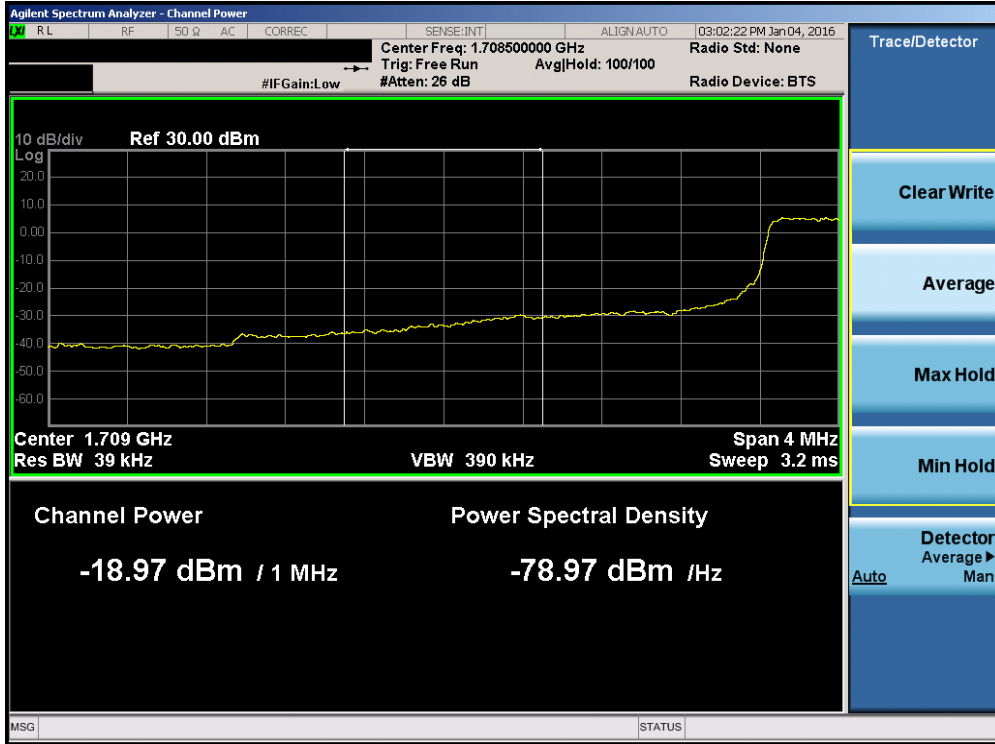 Agilent Spectrum Analyzer - Channel Power
LXI RL RF 50 Ω AC CORREC SENSE:INT ALIGN AUTO 03:02:22 PM Jan 04, 2016
Center Freq: 1.708500000 GHz Radio Std: None
Trig: Free Run Avg|Hold: 100/100
#IFGain:Low #Atten: 26 dB Radio Device: BTS
10 dB/div Ref 30.00 dBm
Log
20.0
10.0
0.00
-10.0
-20.0
-30.0
-40.0
-50.0
-60.0
Center 1.709 GHz Span 4 MHz
Res BW 39 kHz VBW 390 kHz Sweep 3.2 ms
Channel Power Power Spectral Density
-18.97 dBm / 1 MHz -78.97 dBm /Hz
MSG STATUS
Trace/Detector
Clear Write
Average
Max Hold
Min Hold
Detector
Average
Auto Man